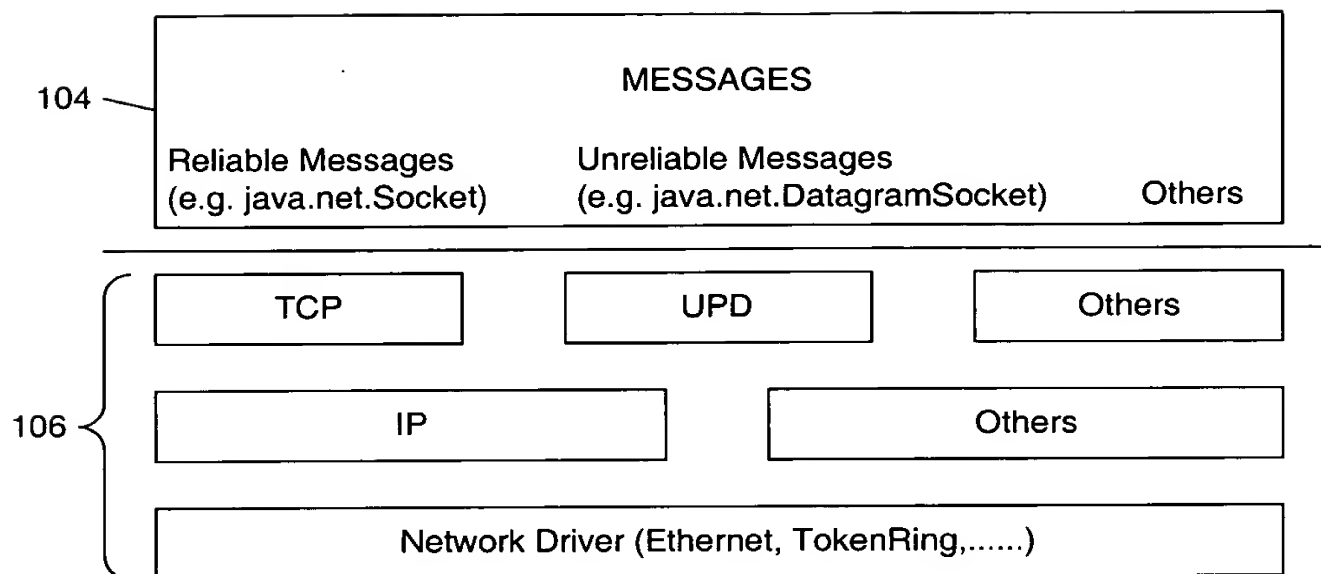 MESSAGES
104
Reliable Messages
(e.g. java.net.Socket)
Unreliable Messages
(e.g. java.net.DatagramSocket)
Others
TCP
UPD
Others
106
IP
Others
Network Driver (Ethernet, TokenRing,......)